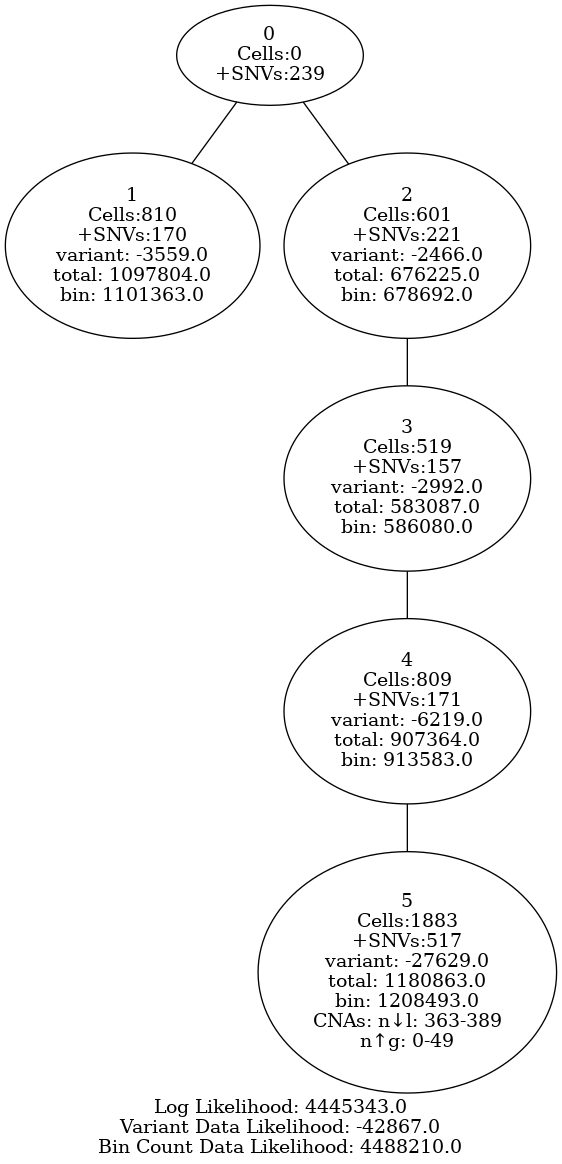 0
Cells:0
+SNVs:239
1
Cells:810
+SNVs:170
variant: -3559.0
total: 1097804.0
bin: 1101363.0
2
Cells:601
+SNVs:221
variant: -2466.0
total: 676225.0
bin: 678692.0
3
Cells:519
+SNVs:157
variant: -2992.0
total: 583087.0
bin: 586080.0
4
Cells:809
+SNVs:171
variant: -6219.0
total: 907364.0
bin: 913583.0
5
Cells:1883
+SNVs:517
variant: -27629.0
total: 1180863.0
bin: 1208493.0
CNAs: n↓l: 363-389
n↑g: 0-49
Log Likelihood: 4445343.0
Variant Data Likelihood: -42867.0
Bin Count Data Likelihood: 4488210.0